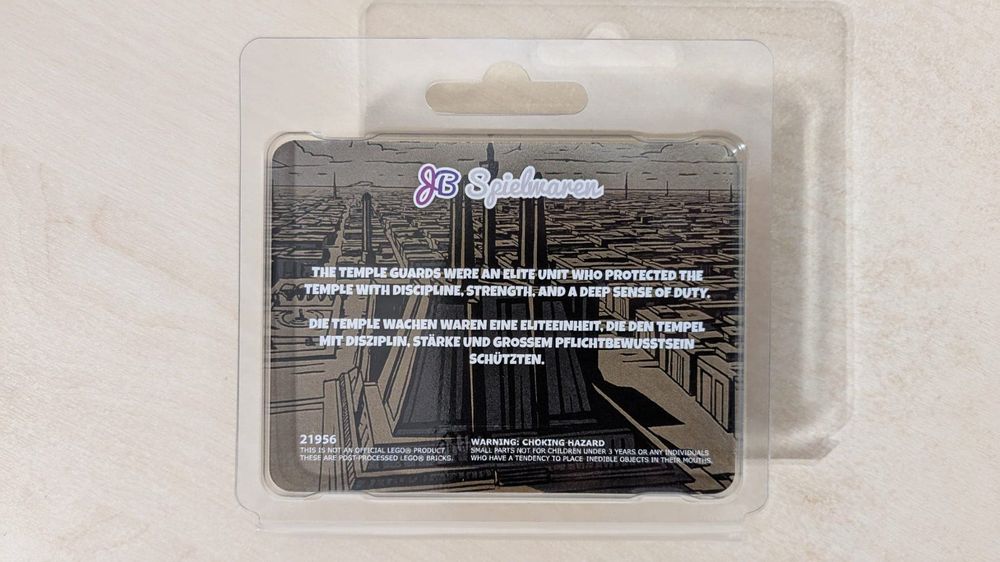 JB Spielwaren
THE TEMPLE GUARDS WERE AN ELITE UNIT WHO PROTECTED THE
TEMPLE WITH DISCIPLINE, STRENGTH, AND A DEEP SENSE OF DUTY.
DIE TEMPLE WACHEN WAREN EINE ELITEEINHEIT, DIE DEN TEMPEL
MIT DISZIPLIN, STÄRKE UND GROSSEM PFLICHTBEWUSSTSEIN
SCHÜTZTEN.
21956
THIS IS NOT AN OFFICIAL LEGO® PRODUCT
THESE ARE POST-PROCESSED LEGO® BRICKS.
WARNING: CHOKING HAZARD
SMALL PARTS NOT FOR CHILDREN UNDER 3 YEARS OR ANY INDIVIDUALS
WHO HAVE A TENDENCY TO PLACE INEDIBLE OBJECTS IN THEIR MOUTHS.